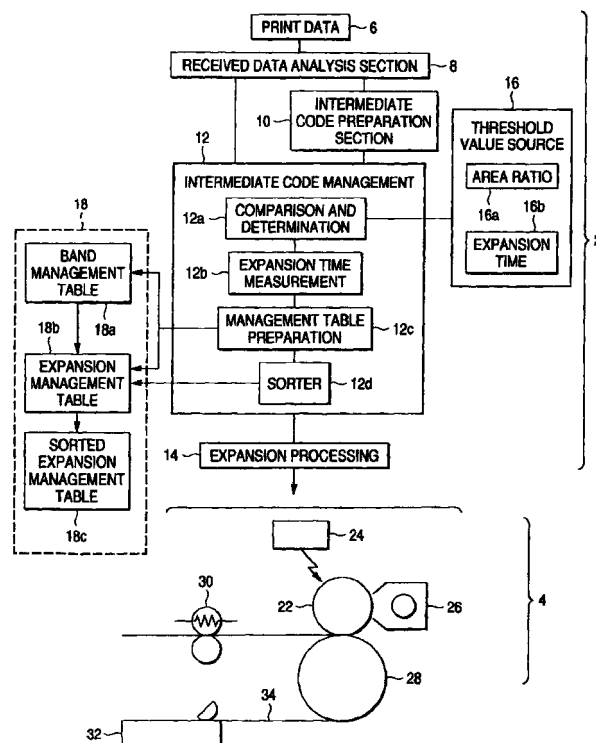 PRINT DATA
6
RECEIVED DATA ANALYSIS SECTION
8
10
INTERMEDIATE
CODE PREPARATION
SECTION
16
THRESHOLD
VALUE SOURCE
AREA RATIO
16a
16b
EXPANSION
TIME
12
INTERMEDIATE CODE MANAGEMENT
12a
COMPARISON AND
DETERMINATION
12b
EXPANSION TIME
MEASUREMENT
MANAGEMENT TABLE
PREPARATION
12c
SORTER
12d
18
BAND
MANAGEMENT
TABLE
18a
18b
EXPANSION
MANAGEMENT
TABLE
SORTED
EXPANSION
MANAGEMENT
TABLE
18c
14
EXPANSION PROCESSING
24
22
26
4
30
28
34
32